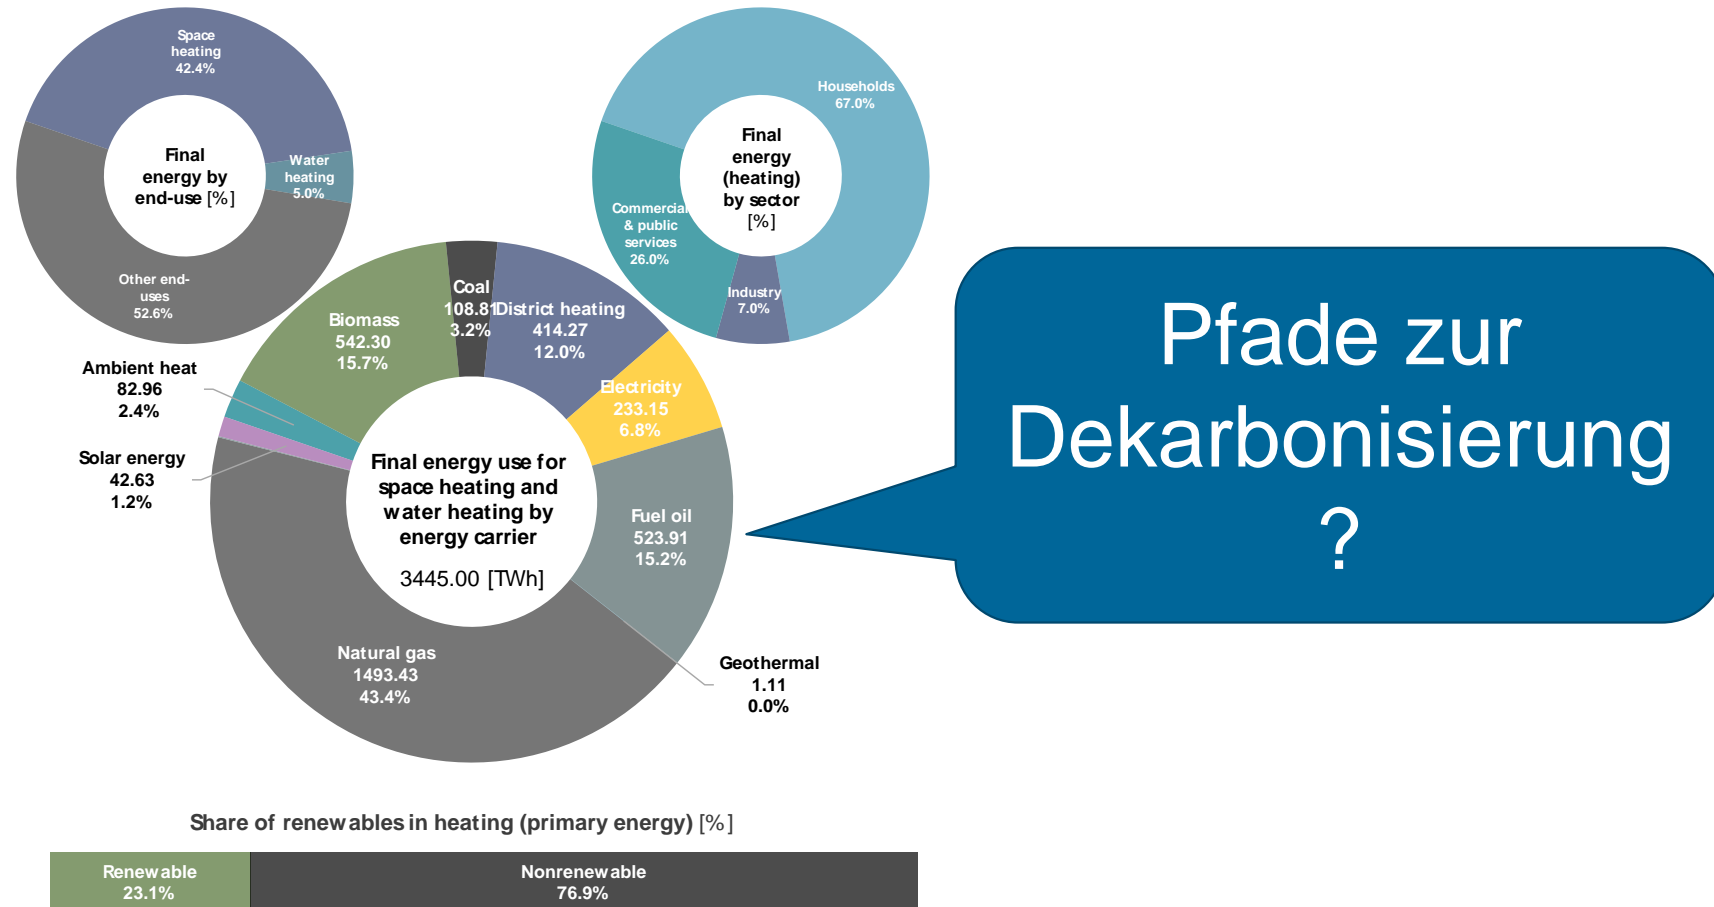 Space
heating
42.4%
Final
energy by
end-use [%]
Water
heating
5.0%
Other end-
uses
52.6%
Households
67.0%
Final
energy
(heating)
by sector
[%]
Commercial
& public
services
26.0%
Industry
7.0%
Coal
108.81
3.2%
District heating
414.27
12.0%
Biomass
542.30
15.7%
Electricity
233.15
6.8%
Ambient heat
82.96
2.4%
Solar energy
42.63
1.2%
Final energy use for
space heating and
water heating by
energy carrier
3445.00 [TWh]
Fuel oil
523.91
15.2%
Natural gas
1493.43
43.4%
Geothermal
1.11
0.0%
Pfade zur
Dekarbonisierung
?
Share of renewables in heating (primary energy) [%]
Renewable
23.1%
Nonrenewable
76.9%